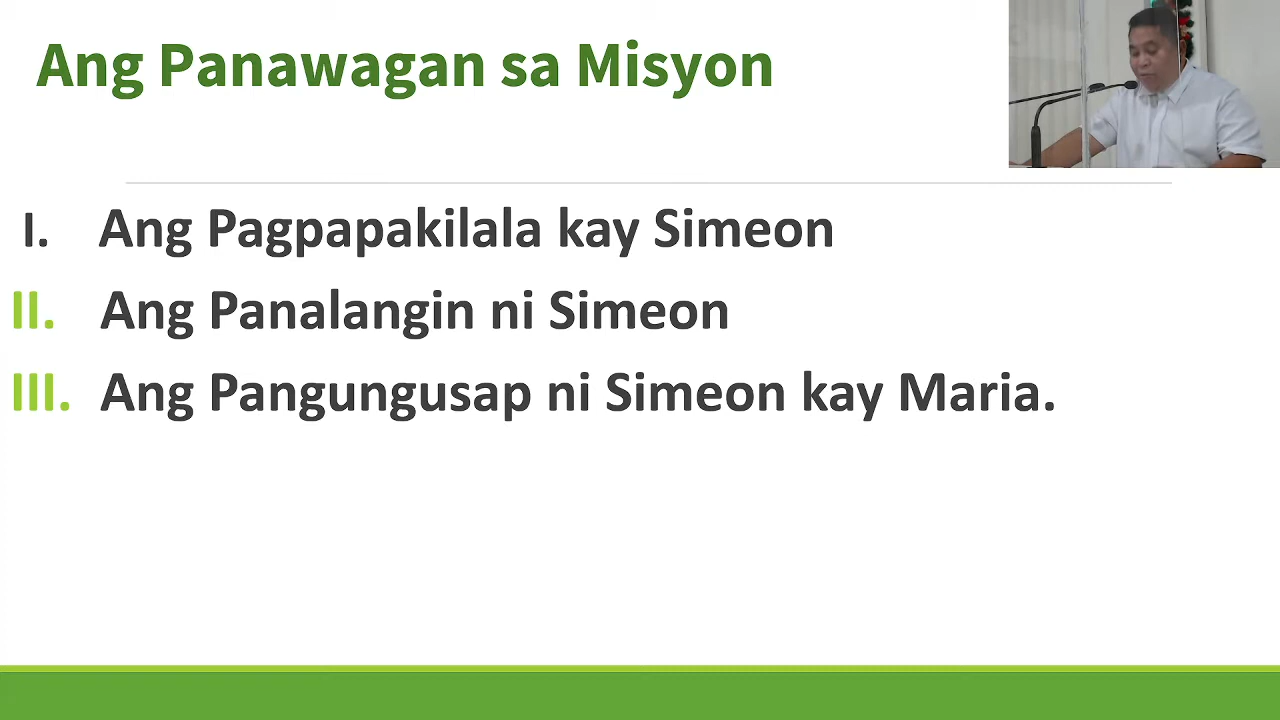 Ang Panawagan sa Misyon
I. Ang Pagpapakilala kay Simeon
II. Ang Panalangin ni Simeon
III. Ang Pangungusap ni Simeon kay Maria.